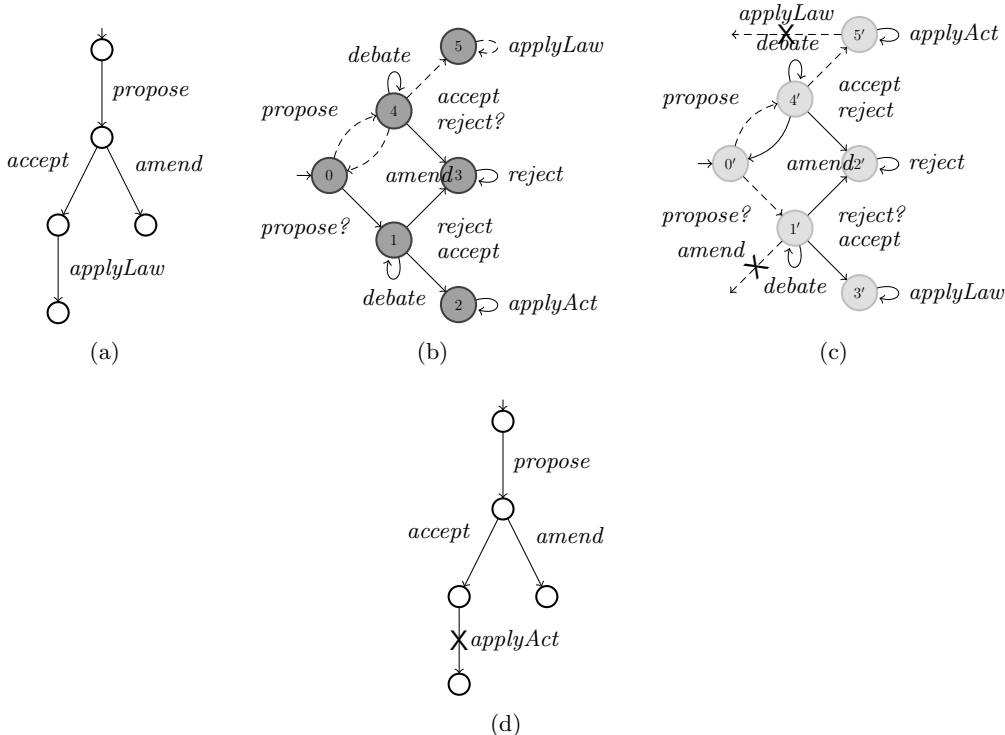 propose
accept
amend
applyLaw
(a)
5
applyLaw
debate
4
propose
accept
reject?
0
amend
3
reject
propose?
1
reject
accept
debate
2
applyAct
(b)
applyLaw
5'
applyAct
debate
4'
propose
accept
reject
0'
amend
2'
reject
propose?
1'
reject?
accept
amend
debate
3'
applyLaw
(c)
propose
accept
amend
X applyAct
(d)